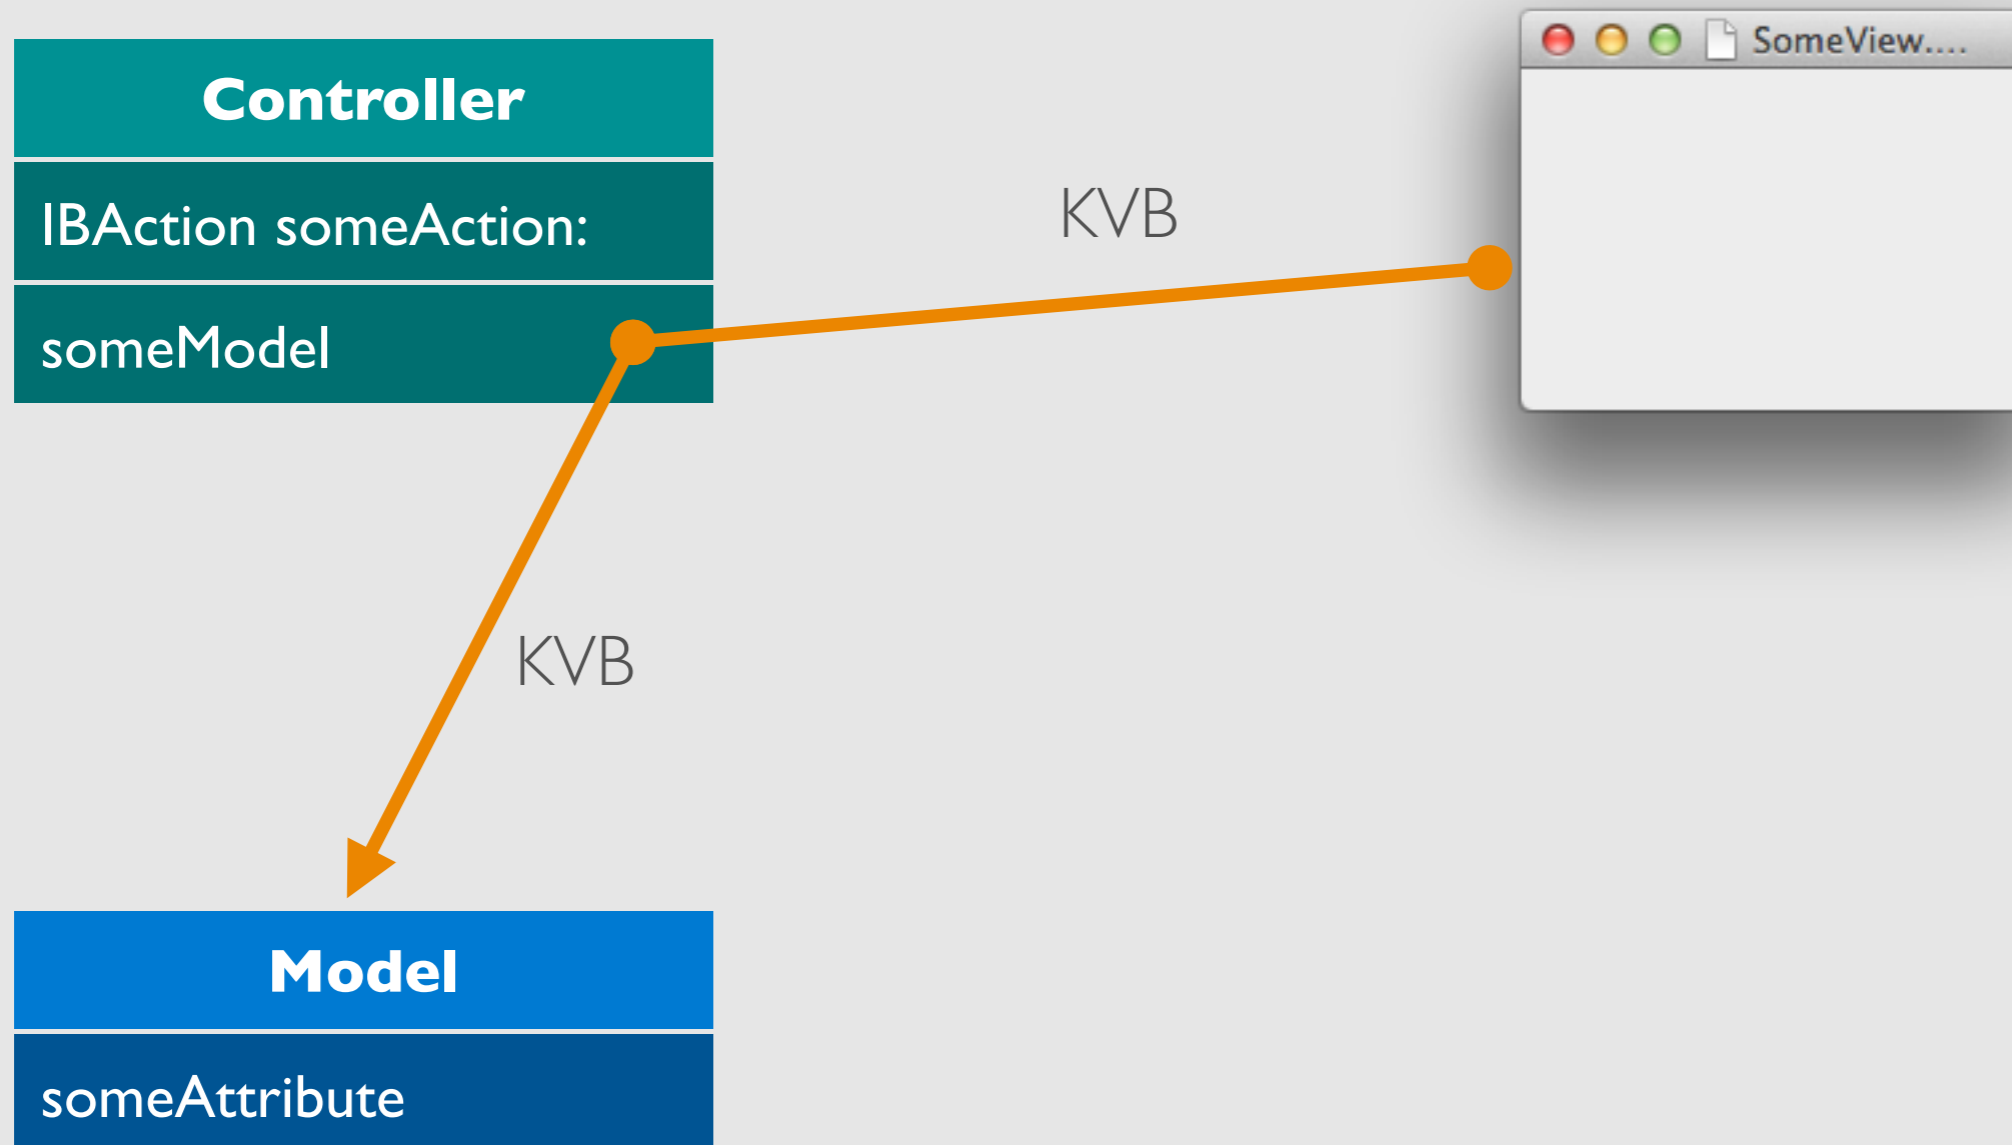 SomeView....
Controller
IBAction someAction:
KVB
someModel
KVB
Model
someAttribute